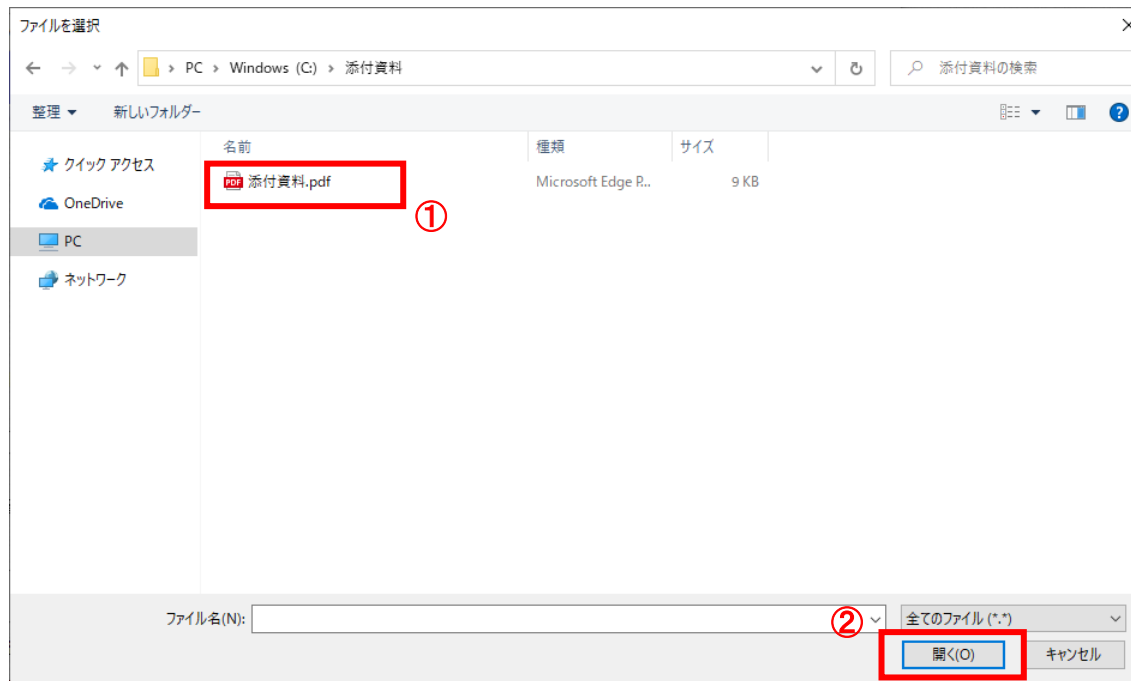 ファイルを選択
PC › Windows (C:) › 添付資料
添付資料の検索
整理
新しいフォルダー
名前 種類 サイズ
クイック アクセス
PDF 添付資料.pdf Microsoft Edge P... 9 KB
①
OneDrive
PC
ネットワーク
ファイル名(N):
②
全てのファイル (*.*)
開く(O)
キャンセル